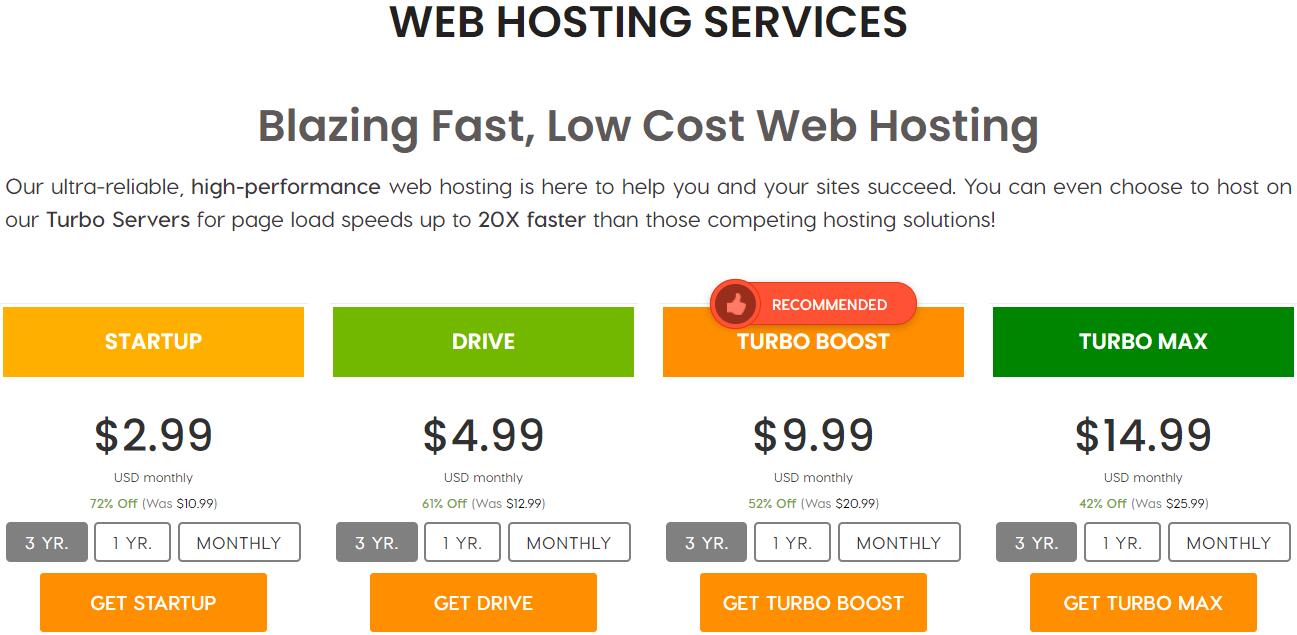 WEB HOSTING SERVICES
Blazing Fast, Low Cost Web Hosting
Our ultra-reliable, high-performance web hosting is here to help you and your sites succeed. You can even choose to host on
our Turbo Servers for page load speeds up to 20X faster than those competing hosting solutions!
RECOMMENDED
STARTUP DRIVE TURBO BOOST TURBO MAX
$2.99 $4.99 $9.99 $14.99
USD monthly USD monthly USD monthly USD monthly
72% Off (Was $10.99) 61% Off (Was $12.99) 52% Off (Was $20.99) 42% Off (Was $25.99)
3 YR. 1 YR. MONTHLY 3 YR. 1 YR. MONTHLY 3 YR. 1 YR. MONTHLY 3 YR. 1 YR. MONTHLY
GET STARTUP GET DRIVE GET TURBO BOOST GET TURBO MAX